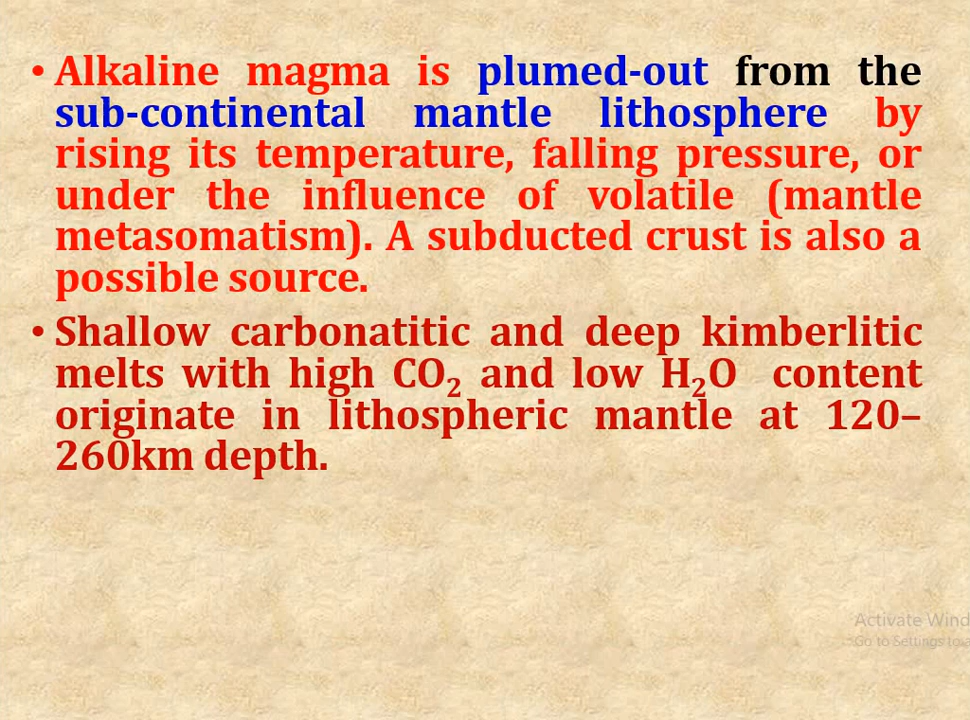 • Alkaline magma is plumed-out from the
sub-continental mantle lithosphere by
rising its temperature, falling pressure, or
under the influence of volatile (mantle
metasomatism). A subducted crust is also a
possible source.
• Shallow carbonatitic and deep kimberlitic
melts with high CO₂ and low H₂O content
originate in lithospheric mantle at 120–
260km depth.
Activate Wind
Go to Settings to a